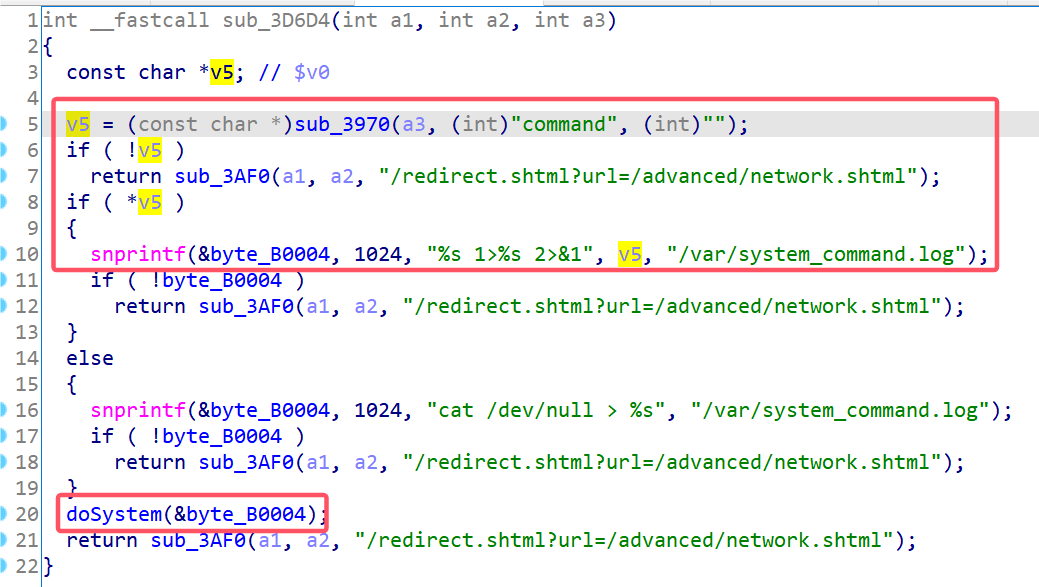 1 int __fastcall sub_3D6D4(int a1, int a2, int a3)
2 {
3   const char *v5; // $v0
4
5   v5 = (const char *)sub_3970(a3, (int)"command", (int)"");
6   if ( !v5 )
7     return sub_3AF0(a1, a2, "/redirect.shtml?url=/advanced/network.shtml");
8   if ( *v5 )
9   {
10     snprintf(&byte_B0004, 1024, "%s 1>%s 2>&1", v5, "/var/system_command.log");
11     if ( !byte_B0004 )
12       return sub_3AF0(a1, a2, "/redirect.shtml?url=/advanced/network.shtml");
13   }
14   else
15   {
16     snprintf(&byte_B0004, 1024, "cat /dev/null > %s", "/var/system_command.log");
17     if ( !byte_B0004 )
18       return sub_3AF0(a1, a2, "/redirect.shtml?url=/advanced/network.shtml");
19   }
20   doSystem(&byte_B0004);
21   return sub_3AF0(a1, a2, "/redirect.shtml?url=/advanced/network.shtml");
22 }